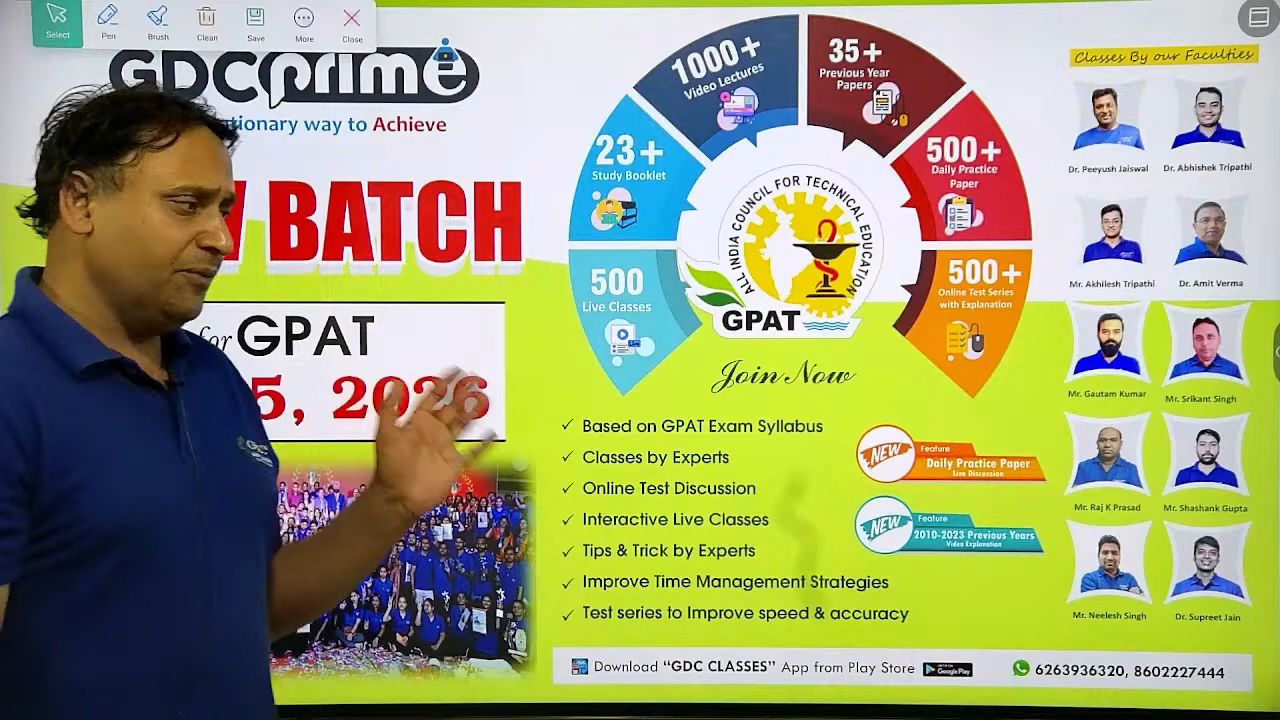 Select
Pen
Brush
Clean
Save
More
Close
GDCprime
tionary way to Achieve
BATCH
for GPAT
5, 2026
500
Live Classes
23+
Study Booklet
1000+
Video Lectures
35+
Previous Year
Papers
500+
Daily Practice
Paper
500+
Online Test Series
with Explanation
ALL INDIA COUNCIL FOR TECHNICAL EDUCATION
GPAT
Join Now
✓ Based on GPAT Exam Syllabus
✓ Classes by Experts
✓ Online Test Discussion
✓ Interactive Live Classes
✓ Tips & Trick by Experts
✓ Improve Time Management Strategies
✓ Test series to Improve speed & accuracy
NEW
Feature
Daily Practice Paper
Live Discussion
NEW
Feature
2010-2023 Previous Years
Video Explanation
Classes By our Faculties
Dr. Peeyush Jaiswal
Dr. Abhishek Tripathi
Mr. Akhilesh Tripathi
Dr. Amit Verma
Mr. Gautam Kumar
Mr. Srikant Singh
Mr. Raj K Prasad
Mr. Shashank Gupta
Mr. Neelesh Singh
Dr. Supreet Jain
Download “GDC CLASSES” App from Play Store
Google Play
6263936320, 8602227444